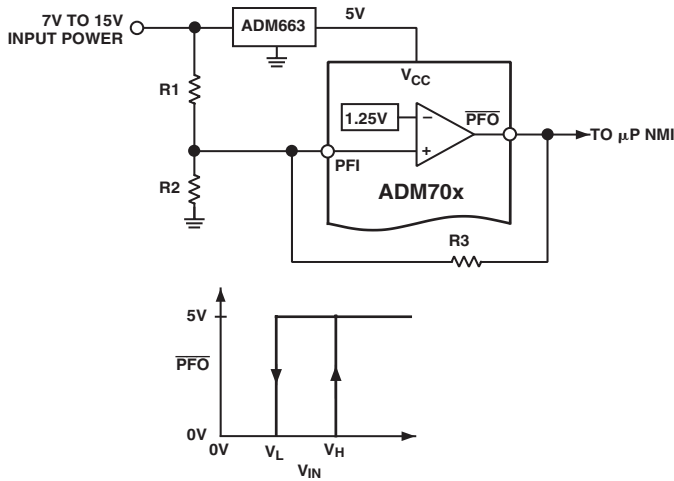 7V TO 15V
INPUT POWER
ADM663
5V
R1
VCC
1.25V
−
+
PFO
TO µP NMI
PFI
R2
ADM70x
R3
5V
PFO
0V
0V
VL
VH
VIN